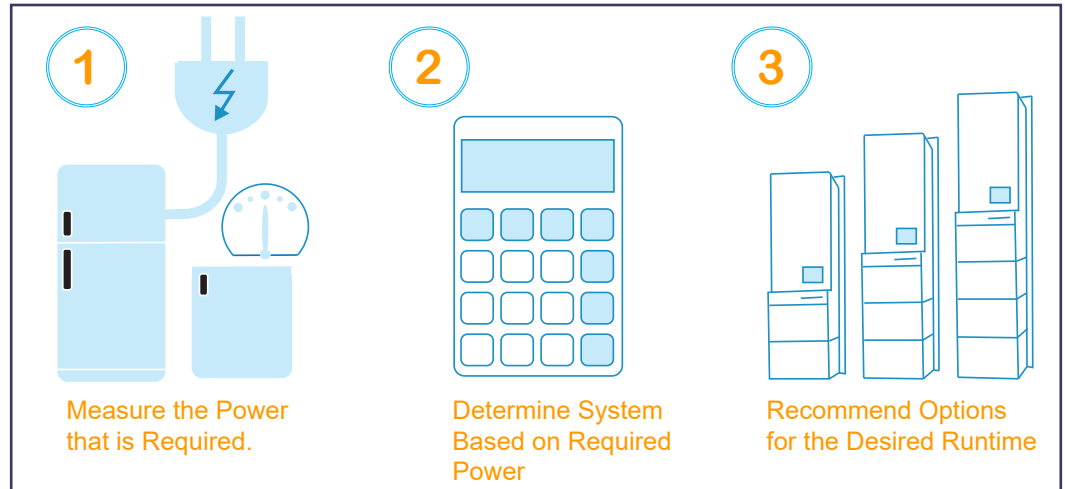 1
Measure the Power
that is Required.
2
Determine System
Based on Required
Power
3
Recommend Options
for the Desired Runtime